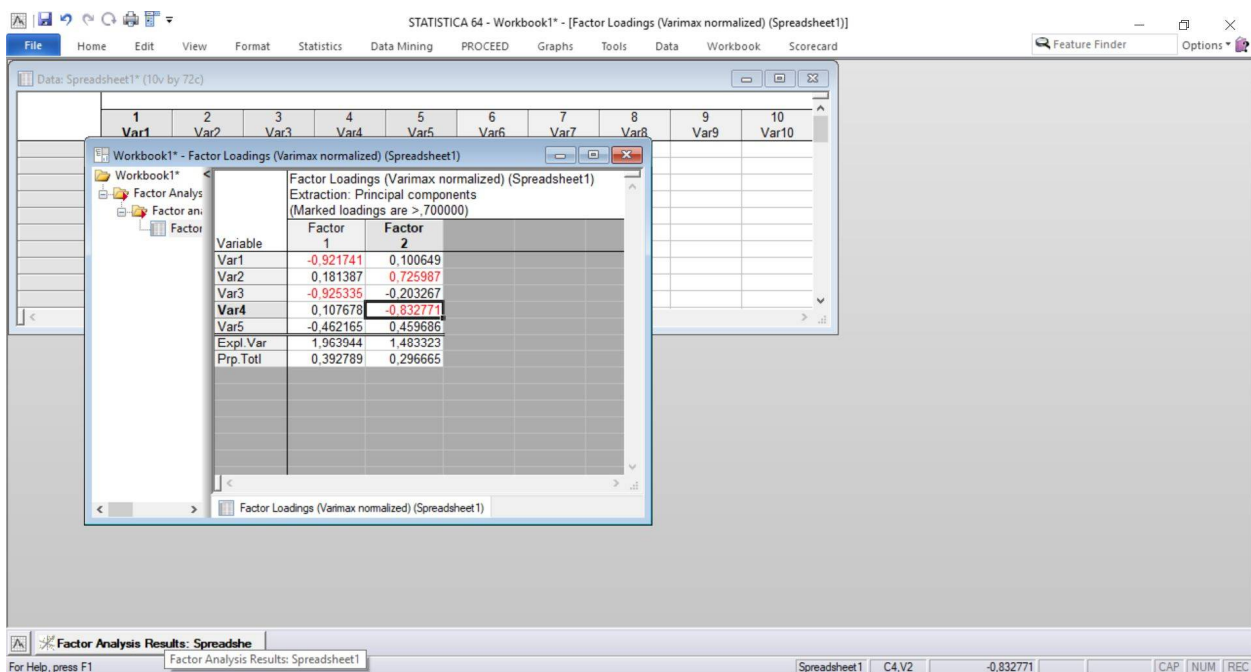 STATISTICA 64 - Workbook1* - [Factor Loadings (Varimax normalized) (Spreadsheet1)]
File Home Edit View Format Statistics Data Mining PROCEED Graphs Tools Data Workbook Scorecard Feature Finder Options
Data: Spreadsheet1* (10v by 72c)
1 2 3 4 5 6 7 8 9 10
Var1 Var2 Var3 Var4 Var5 Var6 Var7 Var8 Var9 Var10
Workbook1* - Factor Loadings (Varimax normalized) (Spreadsheet1)
Workbook1*
Factor Analys
Factor an
Factor
Factor Loadings (Varimax normalized) (Spreadsheet1)
Extraction: Principal components
(Marked loadings are >,700000)
Factor Factor
Variable 1 2
Var1 -0,921741 0,100649
Var2 0,181387 0,725987
Var3 -0,925335 -0,203267
Var4 0,107678 -0,832771
Var5 -0,462165 0,459686
Expl.Var 1,963944 1,483323
Prp.Totl 0,392789 0,296665
Factor Loadings (Varimax normalized) (Spreadsheet1)
Factor Analysis Results: Spreadshe
Factor Analysis Results: Spreadsheet1
For Help, press F1 Spreadsheet1 C4,V2 -0,832771 CAP NUM REC